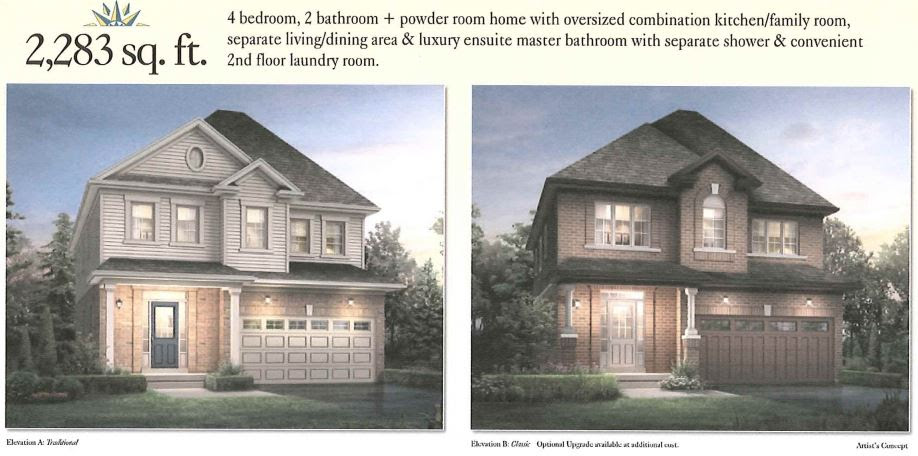 2,283 sq. ft.
4 bedroom, 2 bathroom + powder room home with oversized combination kitchen/family room,
separate living/dining area & luxury ensuite master bathroom with separate shower & convenient
2nd floor laundry room.
Elevation A: Traditional
Elevation B: Classic Optional Upgrade available at additional cost.
Artist's Concept